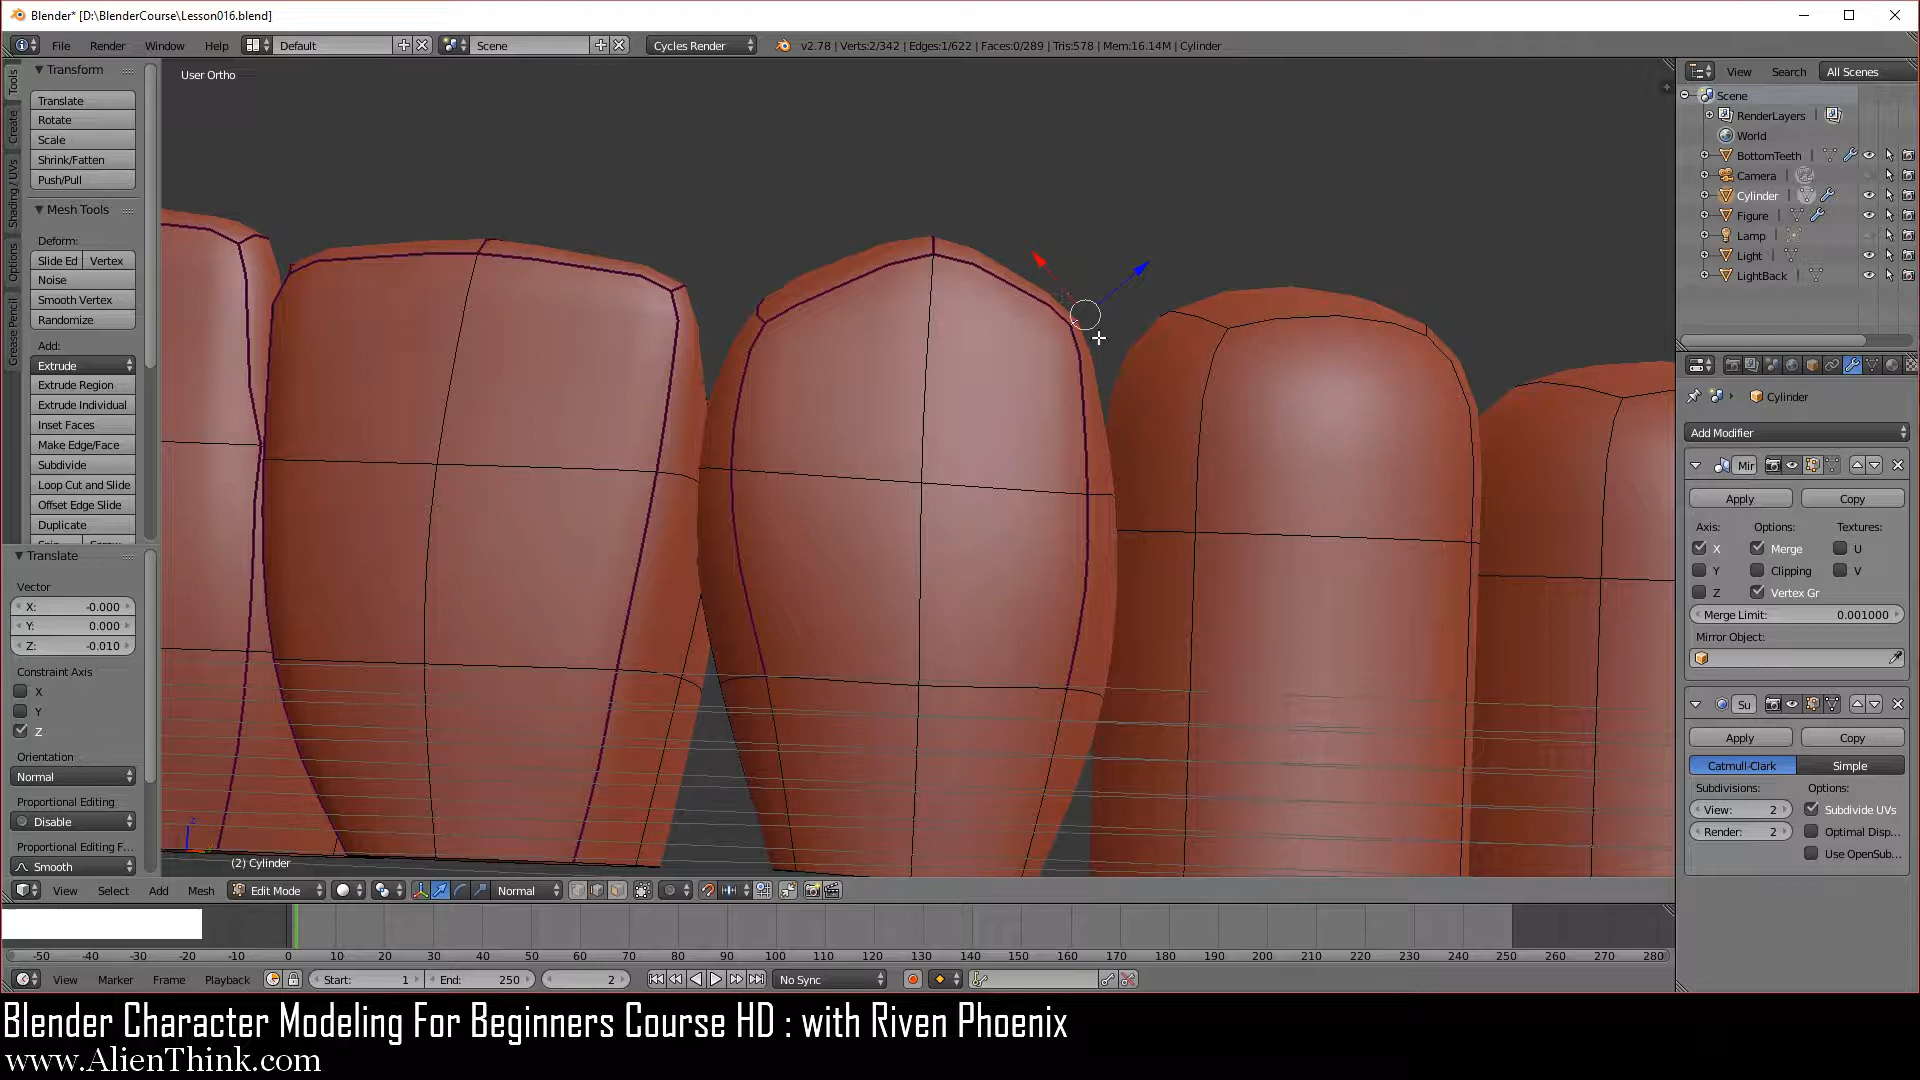 Blender* [D:\BlenderCourse\Lesson016.blend]
File Render Window Help Default Scene Cycles Render v2.78 | Verts:2/342 | Edges:1/622 | Faces:0/289 | Tris:578 | Mem:16.14M | Cylinder
Tools
Create
Shading / UVs
Options
Grease Pencil
Transform
Translate
Rotate
Scale
Shrink/Fatten
Push/Pull
Mesh Tools
Deform:
Slide Ed Vertex
Noise
Smooth Vertex
Randomize
Add:
Extrude
Extrude Region
Extrude Individual
Inset Faces
Make Edge/Face
Subdivide
Loop Cut and Slide
Offset Edge Slide
Duplicate
Translate
Vector
X: -0.000
Y: 0.000
Z: -0.010
Constraint Axis
X
Y
Z
Orientation
Normal
Proportional Editing
Disable
Proportional Editing F...
Smooth
User Ortho
(2) Cylinder
View Select Add Mesh Edit Mode Normal
View Search All Scenes
Scene
RenderLayers
World
BottomTeeth
Camera
Cylinder
Figure
Lamp
Light
LightBack
Cylinder
Add Modifier
Mir
Apply Copy
Axis: Options: Textures:
X Merge U
Y Clipping V
Z Vertex Gr
Merge Limit: 0.001000
Mirror Object:
Su
Apply Copy
Catmull-Clark Simple
Subdivisions: Options:
View: 2 Subdivide UVs
Render: 2 Optimal Disp...
Use OpenSub...
-50 -40 -30 -20 -10 0 10 20 30 40 50 60 70 80 90 100 110 120 130 140 150 160 170 180 190 200 210 220 230 240 250 260 270 280
View Marker Frame Playback Start: 1 End: 250 2 No Sync
Blender Character Modeling For Beginners Course HD : with Riven Phoenix
www.AlienThink.com